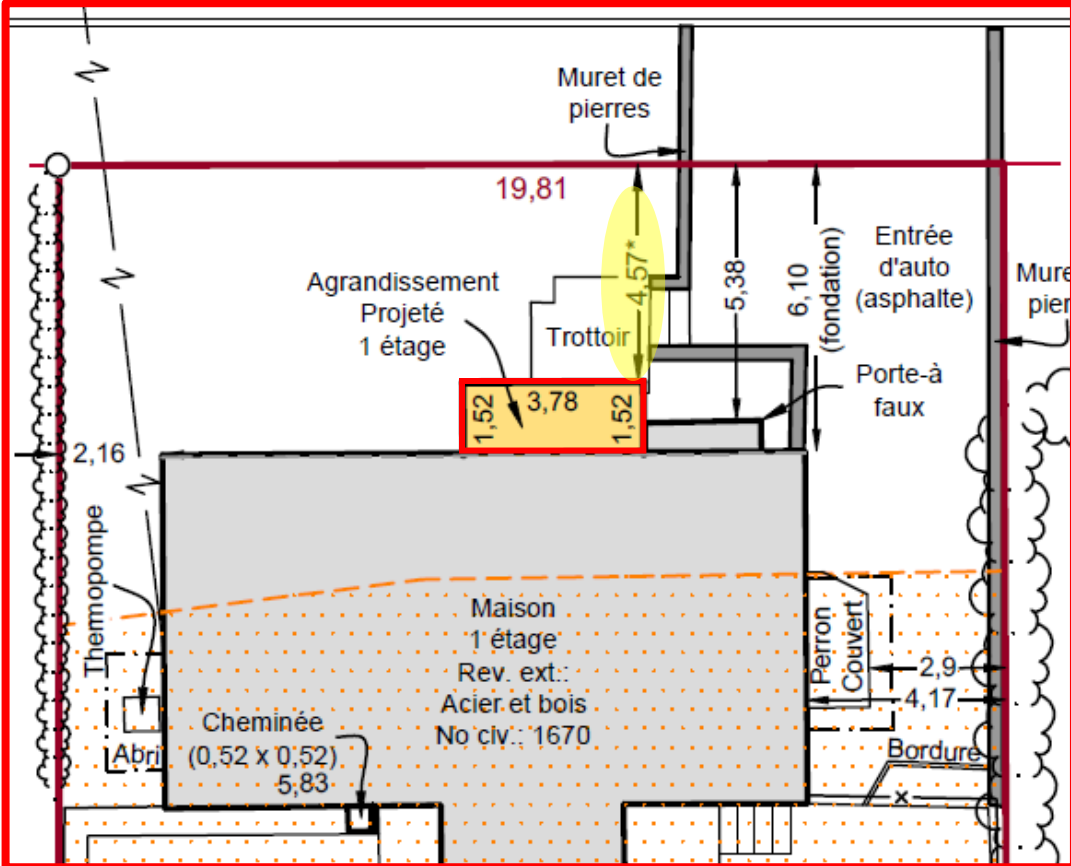 Muret de
pierres
19,81
4,57*
5,38
6,10
(fondation)
Entrée
d'auto
(asphalte)
Mure
pier
Agrandissement
Projeté
1 étage
Trottoir
Porte-à
faux
1,52
3,78
1,52
2,16
Themopompe
Maison
1 étage
Rev. ext.:
Acier et bois
No civ.: 1670
Perron
Couvert
2,9
4,17
Cheminée
(0,52 x 0,52)
5,83
Abri
Bordure
x